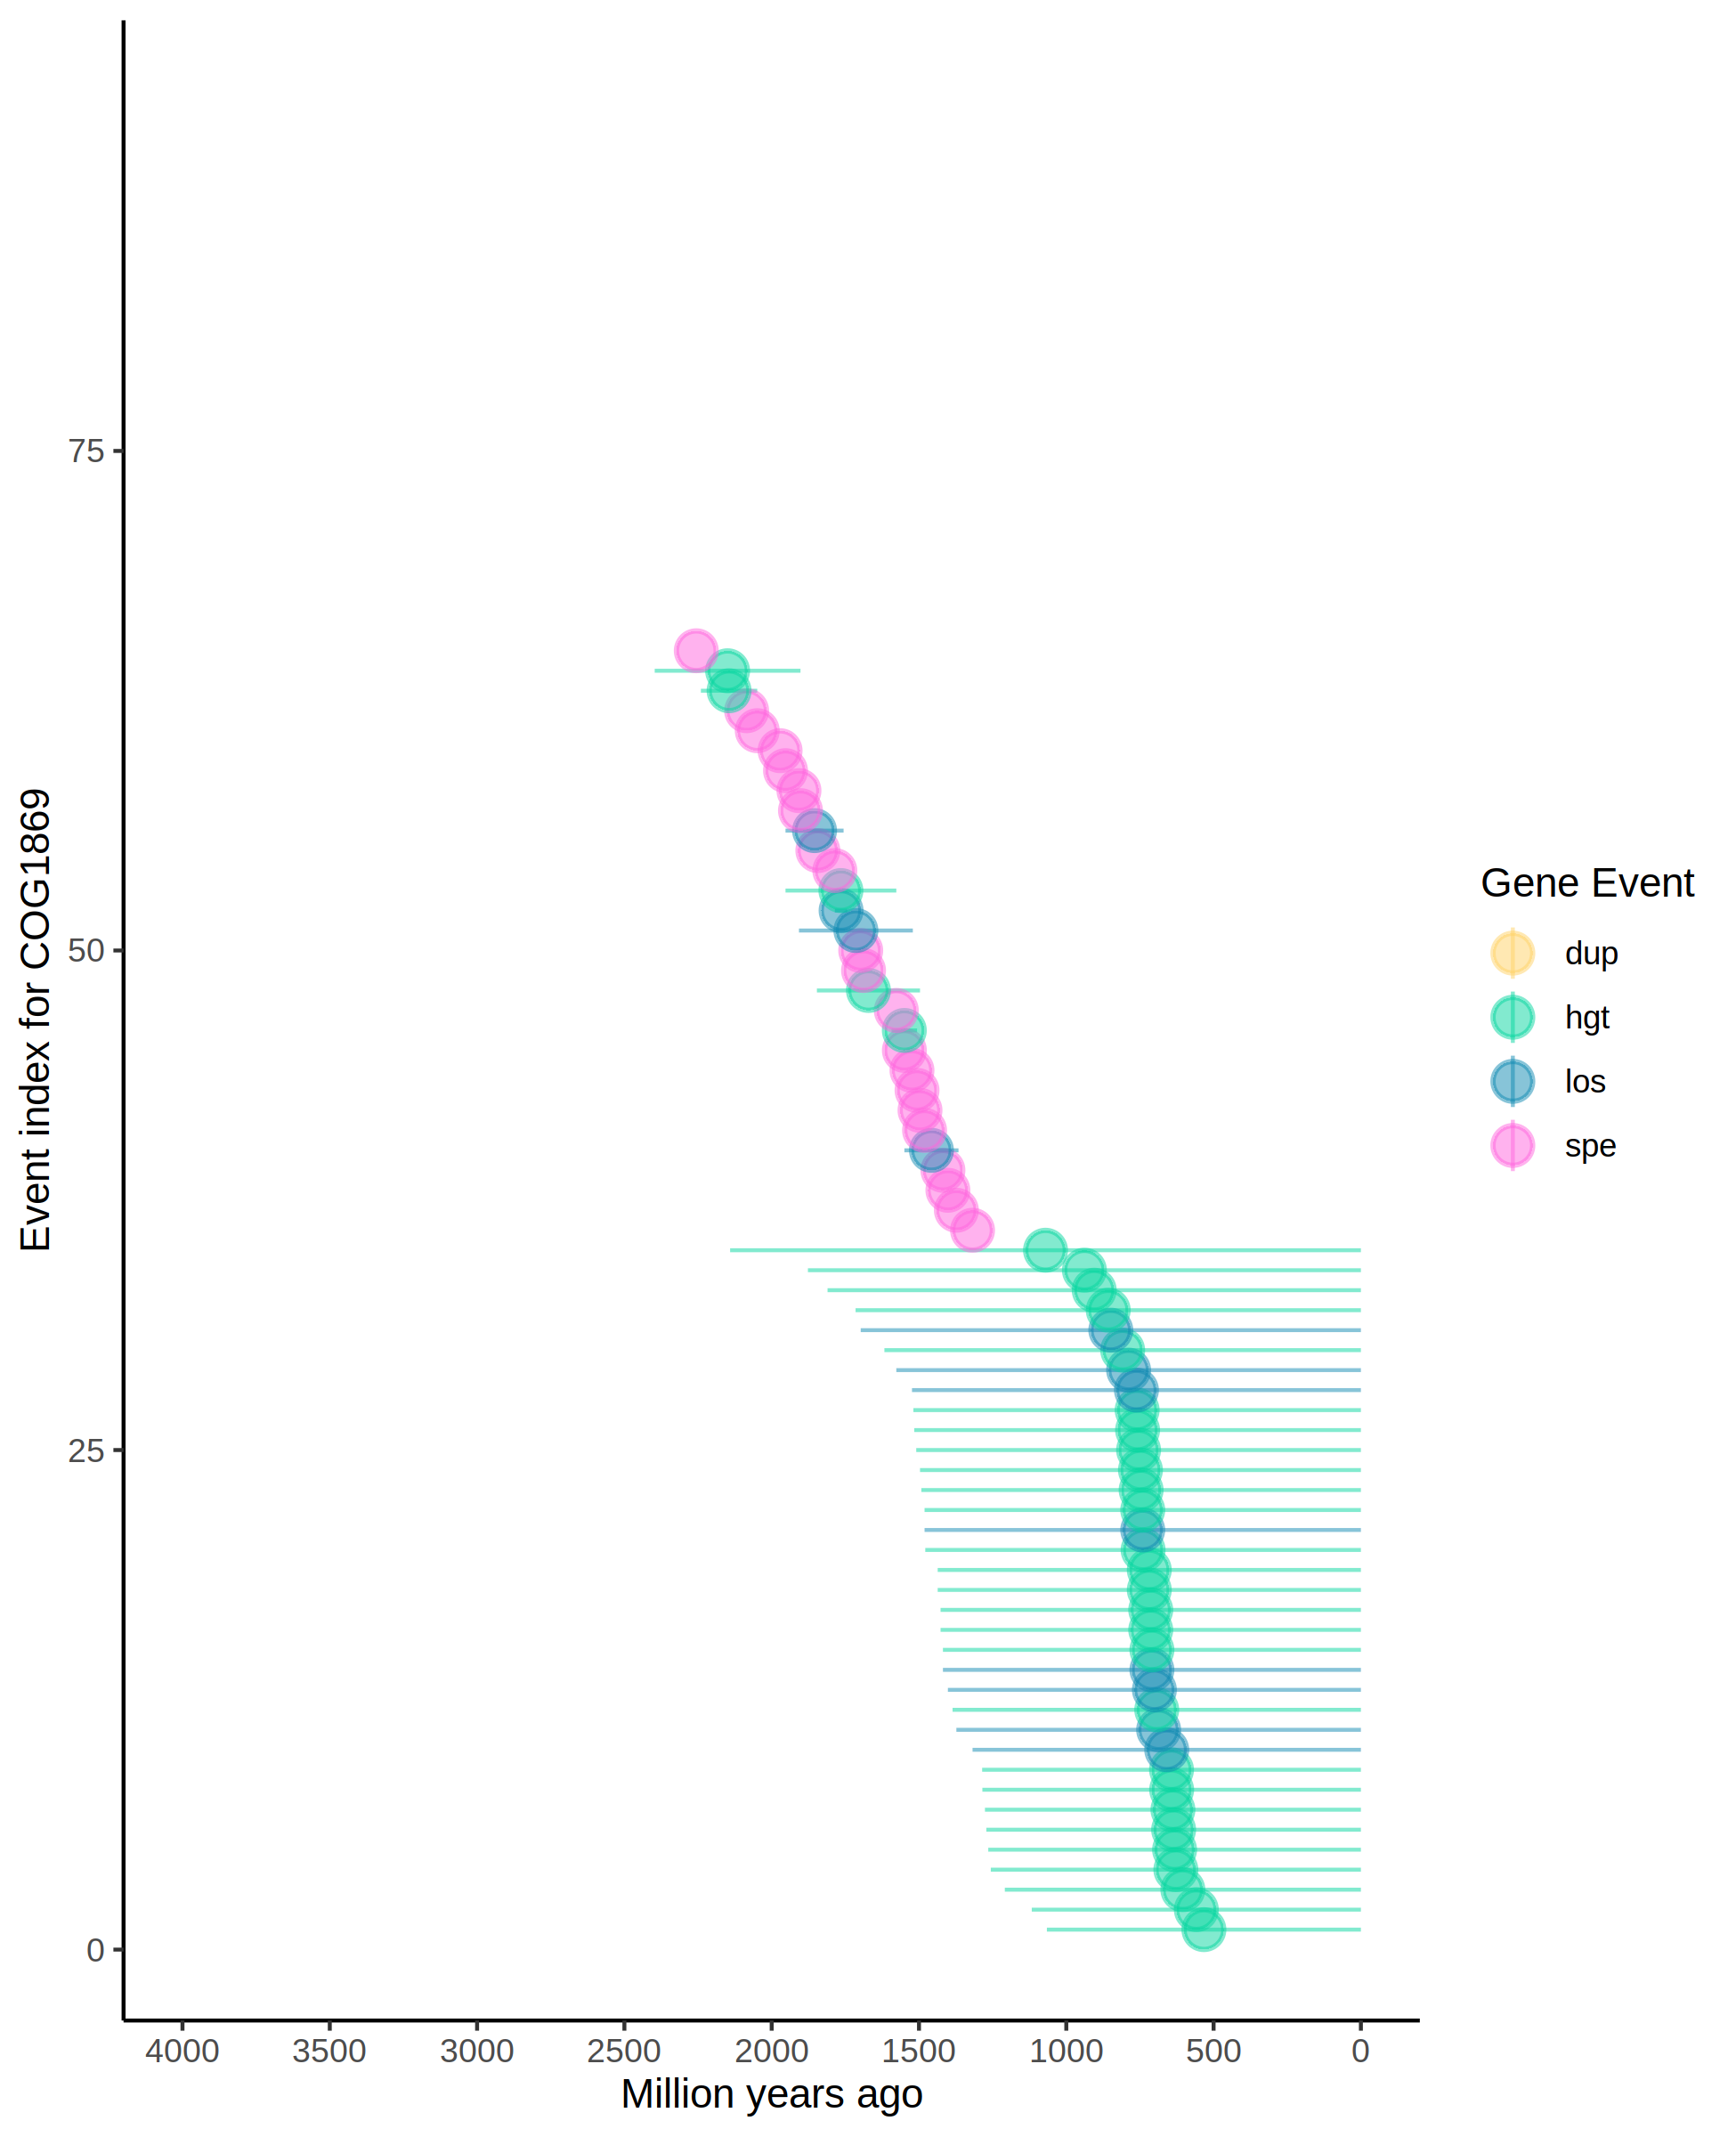 Event index for COG1869
75
50
25
0
4000 3500 3000 2500 2000 1500 1000 500 0
Million years ago
Gene Event
dup
hgt
los
spe